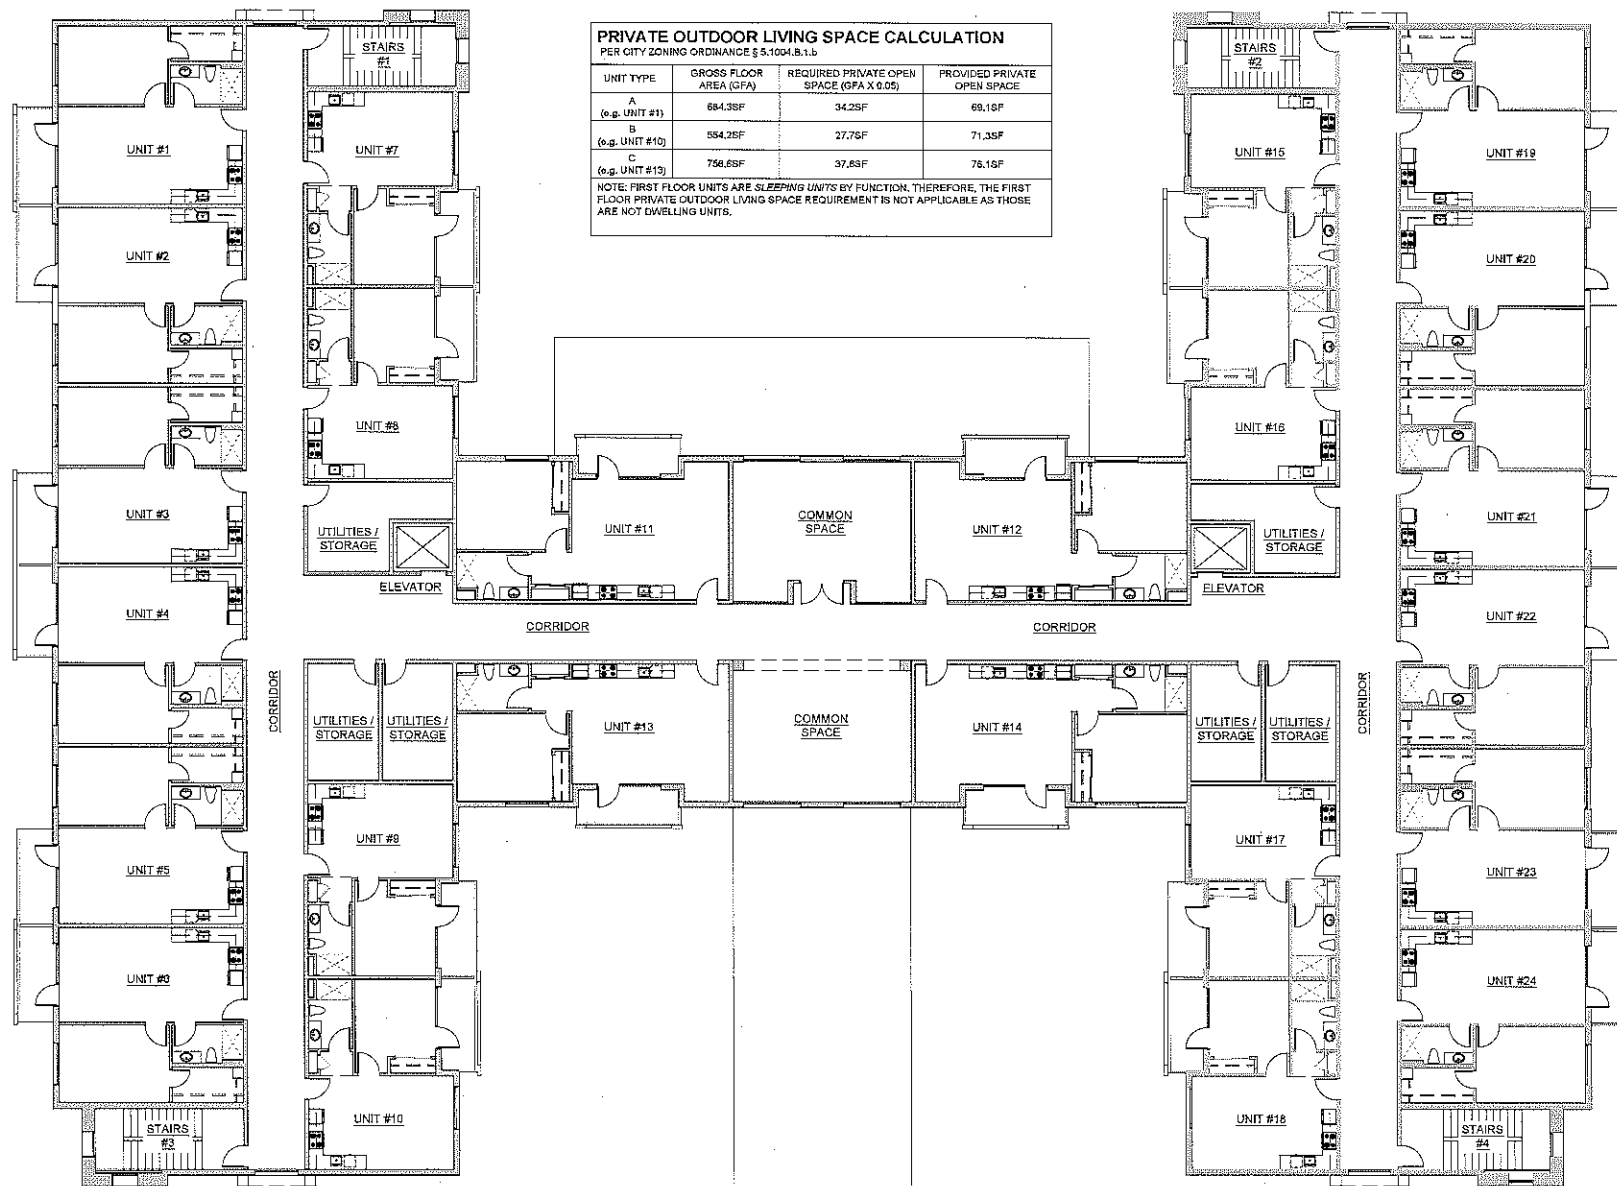 PRIVATE OUTDOOR LIVING SPACE CALCULATION
PER CITY ZONING ORDINANCE § 5.1004.B.1.b
UNIT TYPE
GROSS FLOOR
AREA (GFA)
REQUIRED PRIVATE OPEN
SPACE (GFA X 0.05)
PROVIDED PRIVATE
OPEN SPACE
A
(e.g. UNIT #1)
684.3SF
34.2SF
69.1SF
B
(e.g. UNIT #10)
554.2SF
27.7SF
71.3SF
C
(e.g. UNIT #13)
37.8SF
76.1SF
NOTE: FIRST FLOOR UNITS ARE SLEEPING UNITS BY FUNCTION. THEREFORE, THE FIRST
FLOOR PRIVATE OUTDOOR LIVING SPACE REQUIREMENT IS NOT APPLICABLE AS THOSE
ARE NOT DWELLING UNITS.
STAIRS
#1
STAIRS
#2
UNIT #1
UNIT #7
UNIT #15
UNIT #19
UNIT #2
UNIT #20
UNIT #8
UNIT #16
UNIT #3
UTILITIES /
STORAGE
UNIT #11
COMMON
SPACE
UNIT #12
UTILITIES /
STORAGE
UNIT #21
ELEVATOR
ELEVATOR
UNIT #4
CORRIDOR
CORRIDOR
UNIT #22
CORRIDOR
UTILITIES /
STORAGE
UTILITIES /
STORAGE
UNIT #13
COMMON
SPACE
UNIT #14
UTILITIES /
STORAGE
UTILITIES /
STORAGE
CORRIDOR
UNIT #5
UNIT #9
UNIT #17
UNIT #23
UNIT #6
UNIT #24
STAIRS
#3
UNIT #10
UNIT #18
STAIRS
#4